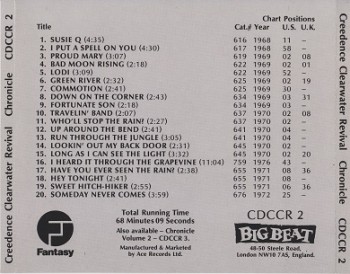 Creedence Clearwater Revival Chronicle CDCCR 2
Chart Positions
Title Cat.# Year U.S. U.K.
1. SUSIE Q (4:35) 616 1968 11 –
2. I PUT A SPELL ON YOU (4:30) 617 1968 58 –
3. PROUD MARY (3:07) 619 1969 02 08
4. BAD MOON RISING (2:18) 622 1969 02 01
5. LODI (3:09) 622 1969 52 –
6. GREEN RIVER (2:32) 625 1969 02 19
7. COMMOTION (2:41) 625 1969 30 –
8. DOWN ON THE CORNER (2:43) 634 1969 03 31
9. FORTUNATE SON (2:18) 634 1969 03 –
10. TRAVELIN' BAND (2:07) 637 1970 02 08
11. WHO'LL STOP THE RAIN! (2:27) 637 1970 02 –
12. UP AROUND THE BEND (2:41) 641 1970 04 03
13. RUN THROUGH THE JUNGLE (3:05) 641 1970 04 –
14. LOOKIN' OUT MY BACK DOOR (2:31) 645 1970 02 –
15. LONG AS I CAN SEE THE LIGHT (3:32) 645 1970 02 20
16. I HEARD IT THROUGH THE GRAPEVINE (11:04) 759 1976 43 –
17. HAVE YOU EVER SEEN THE RAIN? (2:38) 655 1971 08 36
18. HEY TONIGHT (2:41) 655 1971 08 –
19. SWEET HITCH-HIKER (2:55) 665 1971 06 36
20. SOMEDAY NEVER COMES (3:59) 676 1972 25 –
Fantasy
Total Running Time
68 Minutes 09 Seconds
Also available – Chronicle
Volume 2 – CDCCR 3.
Manufactured & Marketed
by Ace Records Ltd.
CDCCR 2
BIG BEAT
48-50 Steele Road,
London NW10 7AS, England.
Creedence Clearwater Revival Chronicle CDCCR 2